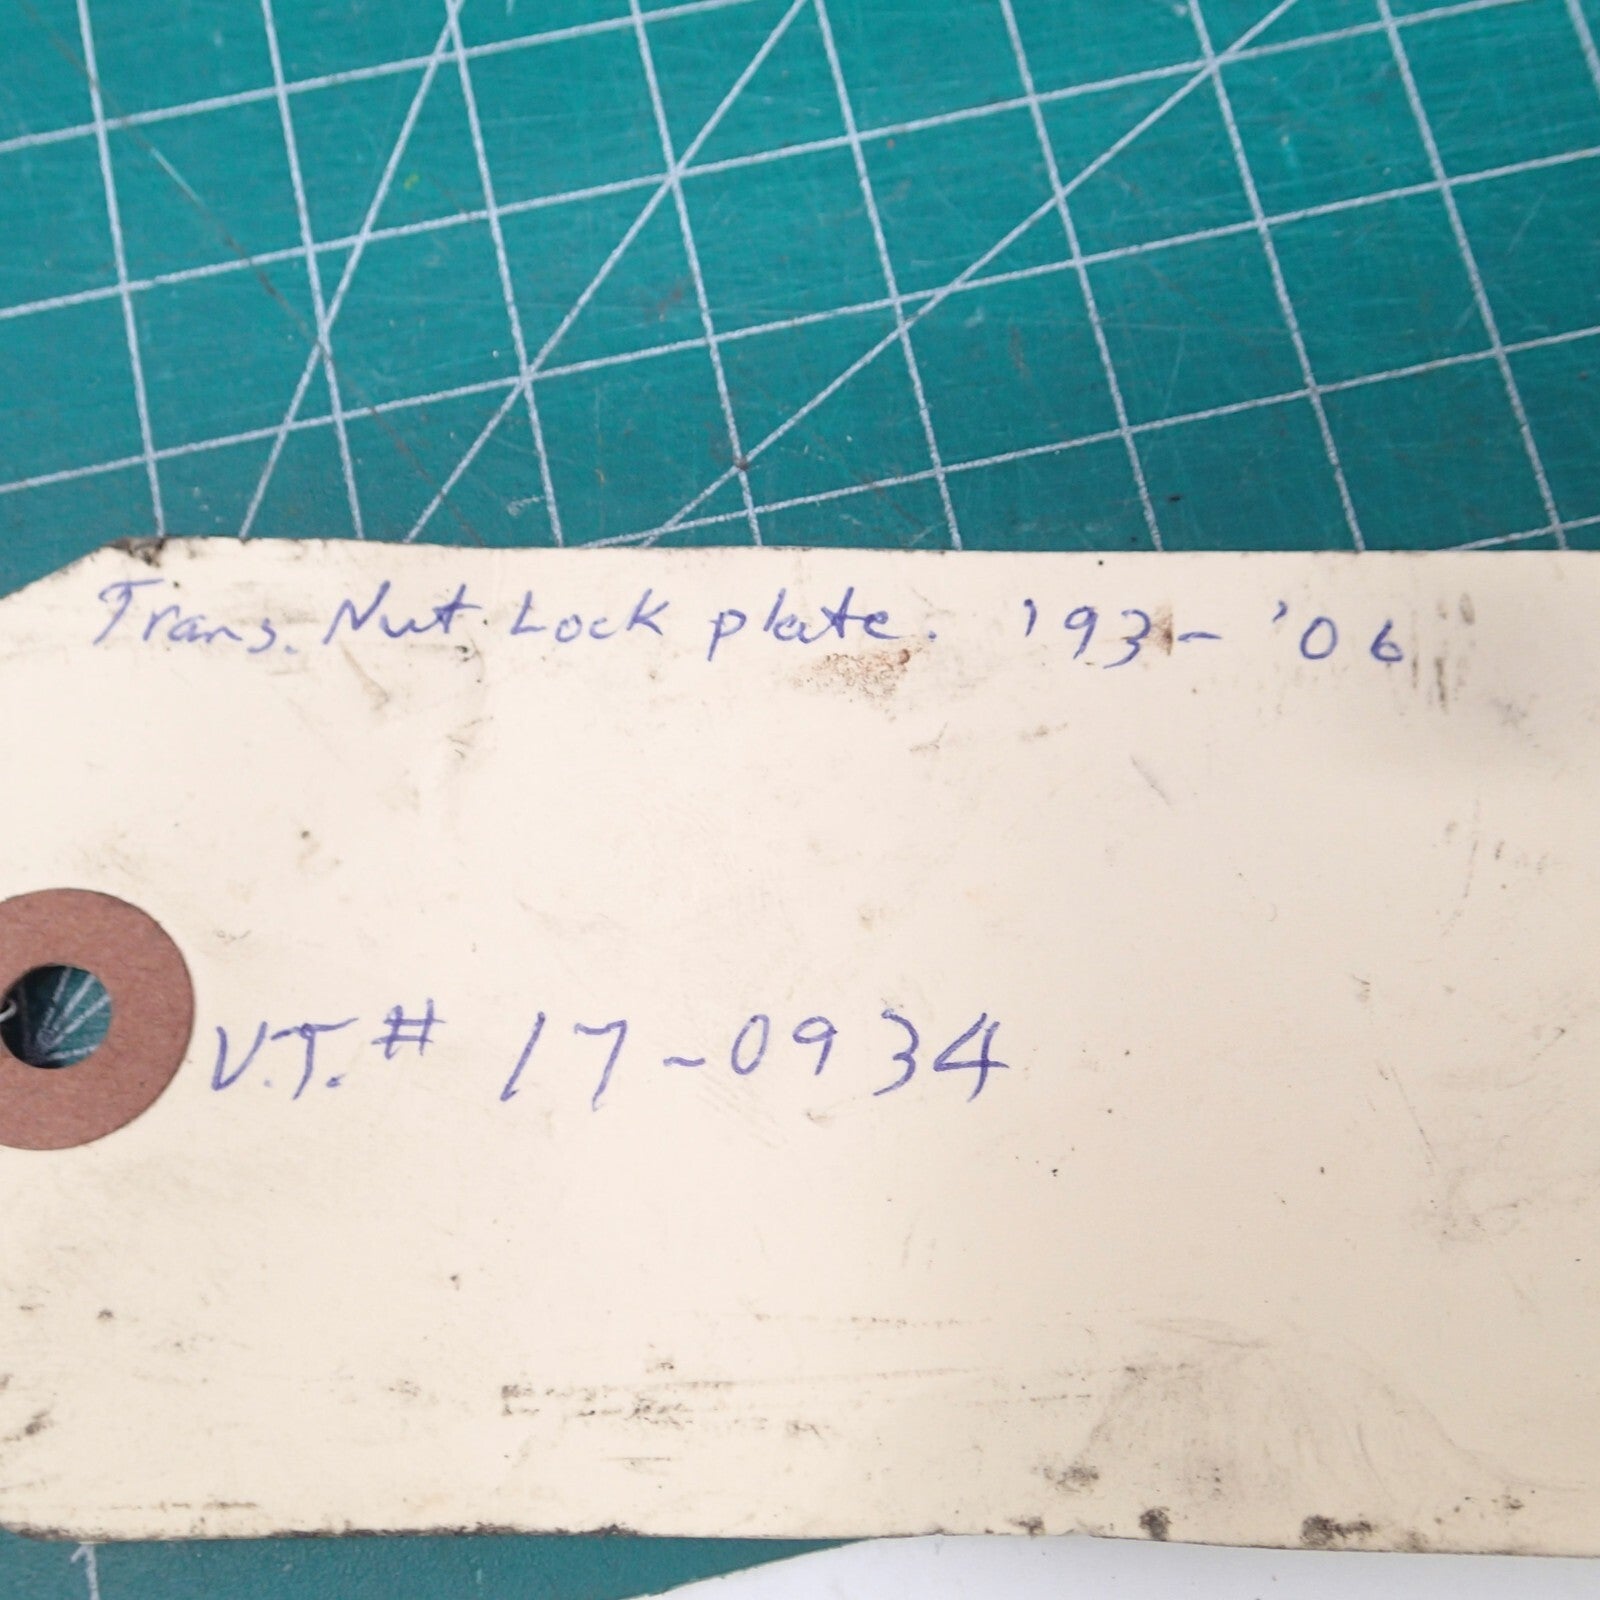 Trans. Nut Lock plate. '93- '06
V.T.# 17-0934